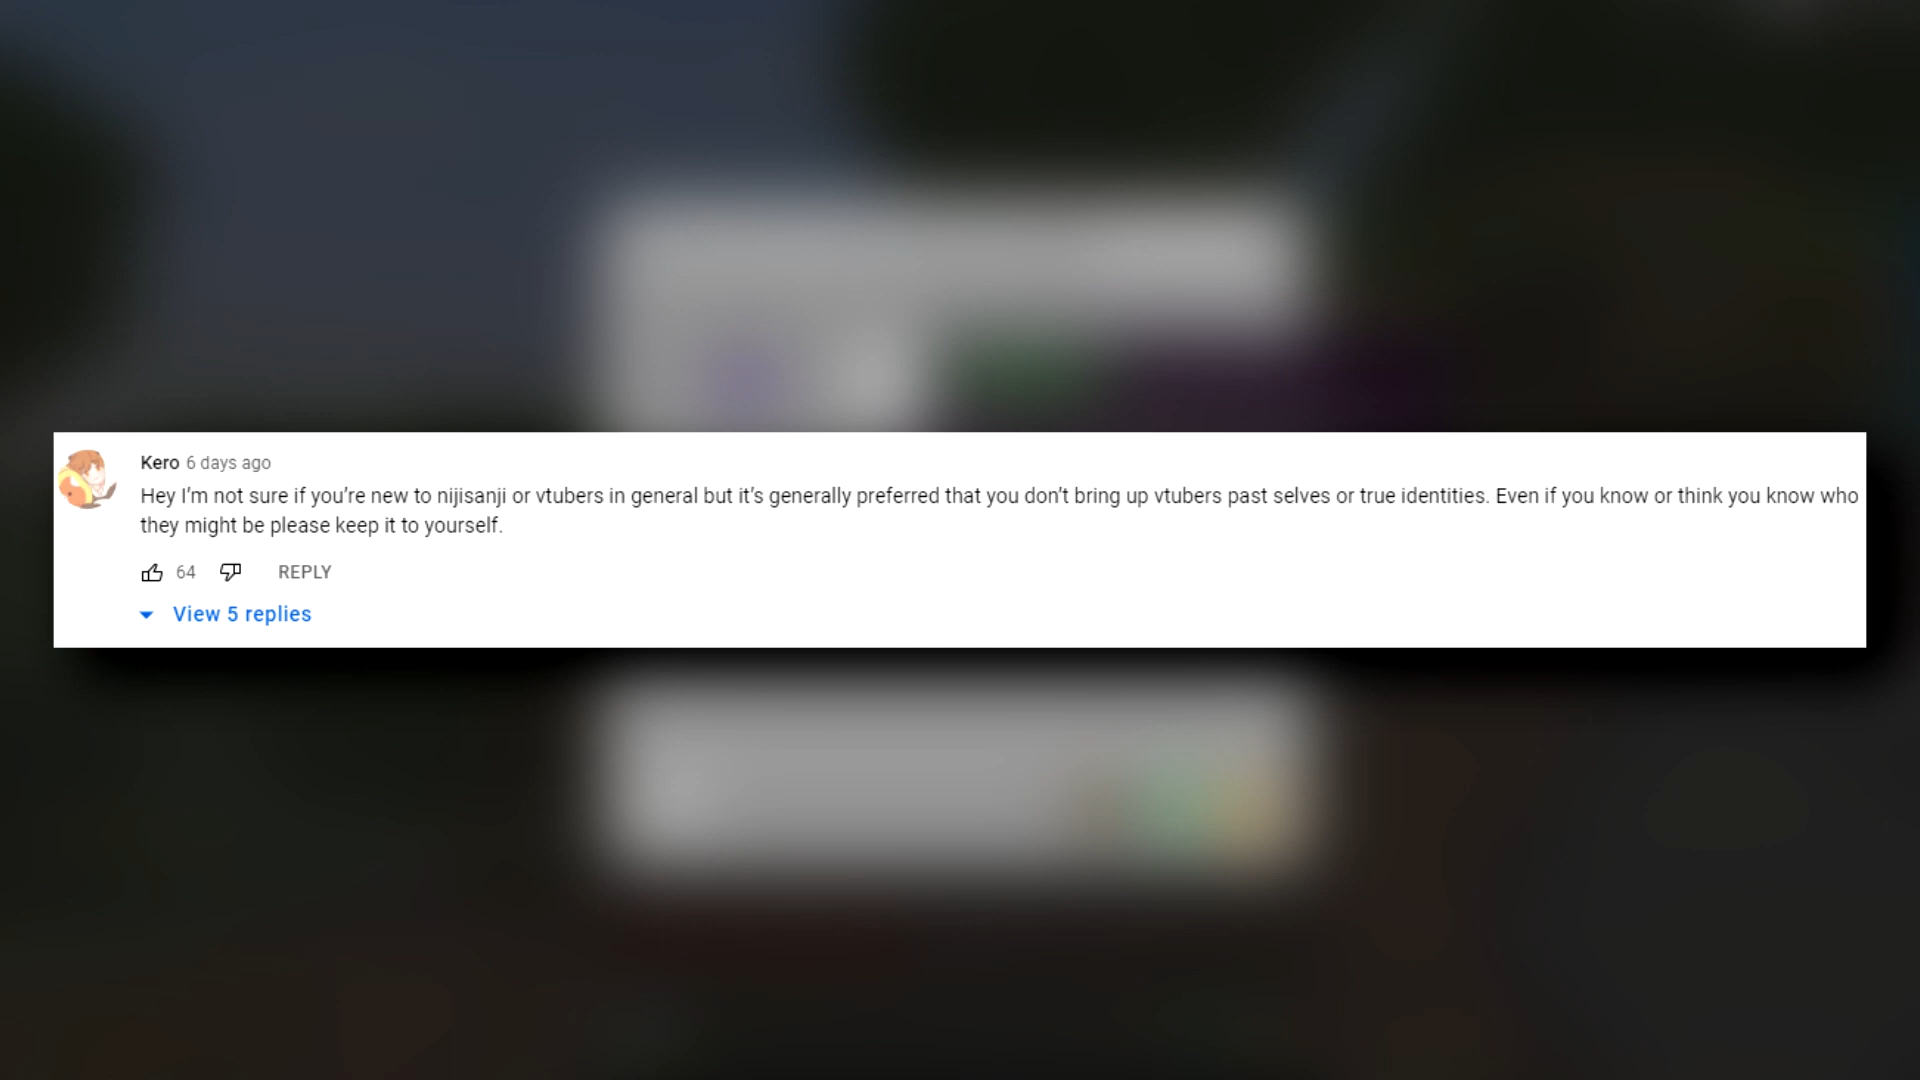 Kero 6 days ago
Hey I'm not sure if you're new to nijisanji or vtubers in general but it's generally preferred that you don't bring up vtubers past selves or true identities. Even if you know or think you know who
they might be please keep it to yourself.
64 REPLY
View 5 replies